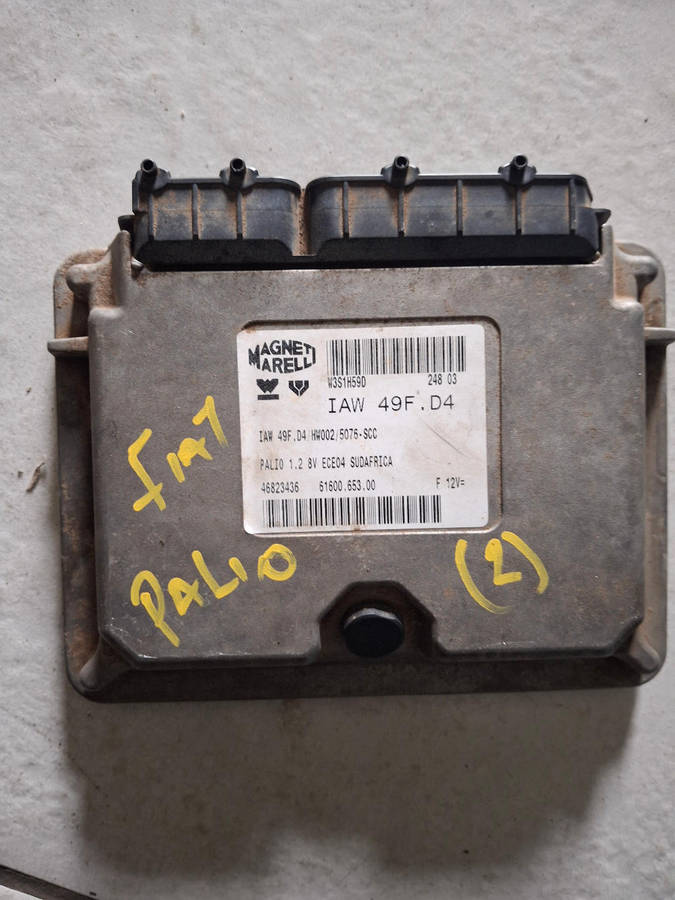 MAGNETI
MARELLI
W3S1H59D 248 03
IAW 49F.D4
IAW 49F.D4/HW002/5076-SCC
PALIO 1.2 8V ECE04 SUDAFRICA
46823436 61600.653.00 F 12V=
FIAT
PALIO (2)